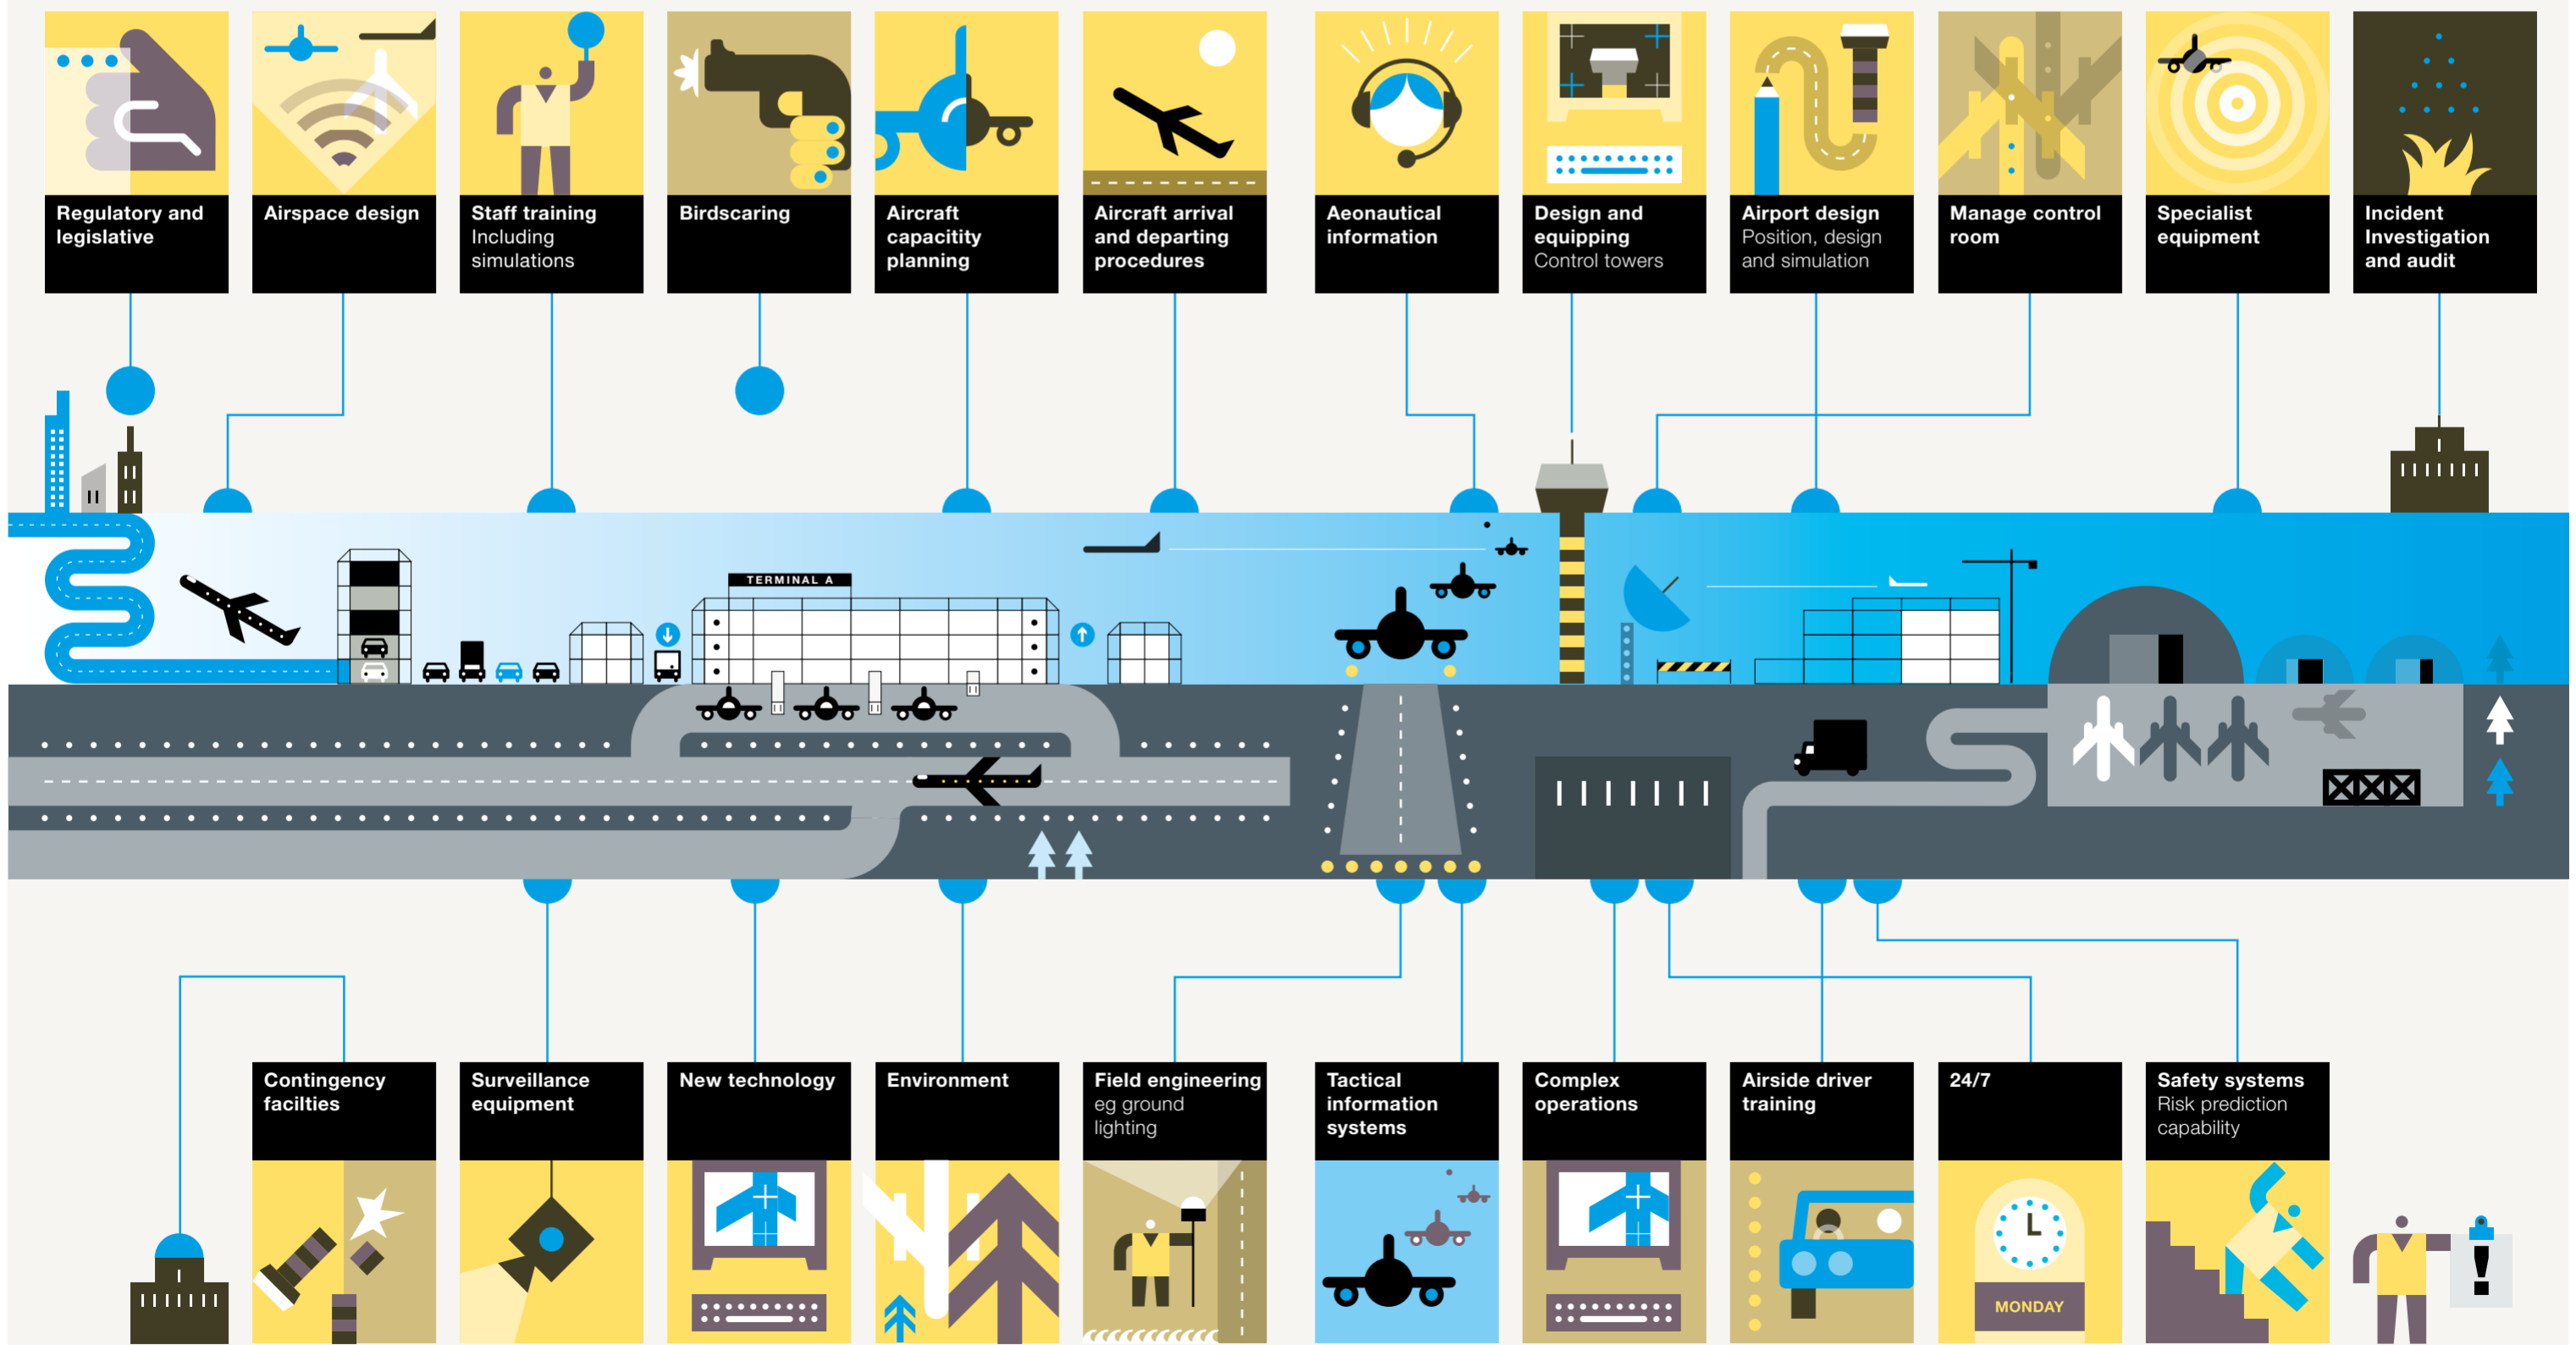 Regulatory and
legislative
Airspace design
Staff training
Including
simulations
Birdscaring
Aircraft
capacitity
planning
Aircraft arrival
and departing
procedures
Aeonautical
information
Design and
equipping
Control towers
Airport design
Position, design
and simulation
Manage control
room
Specialist
equipment
Incident
Investigation
and audit
TERMINAL A
Contingency
facilties
Surveillance
equipment
New technology
Environment
Field engineering
eg ground
lighting
Tactical
information
systems
Complex
operations
Airside driver
training
24/7
MONDAY
Safety systems
Risk prediction
capability
!